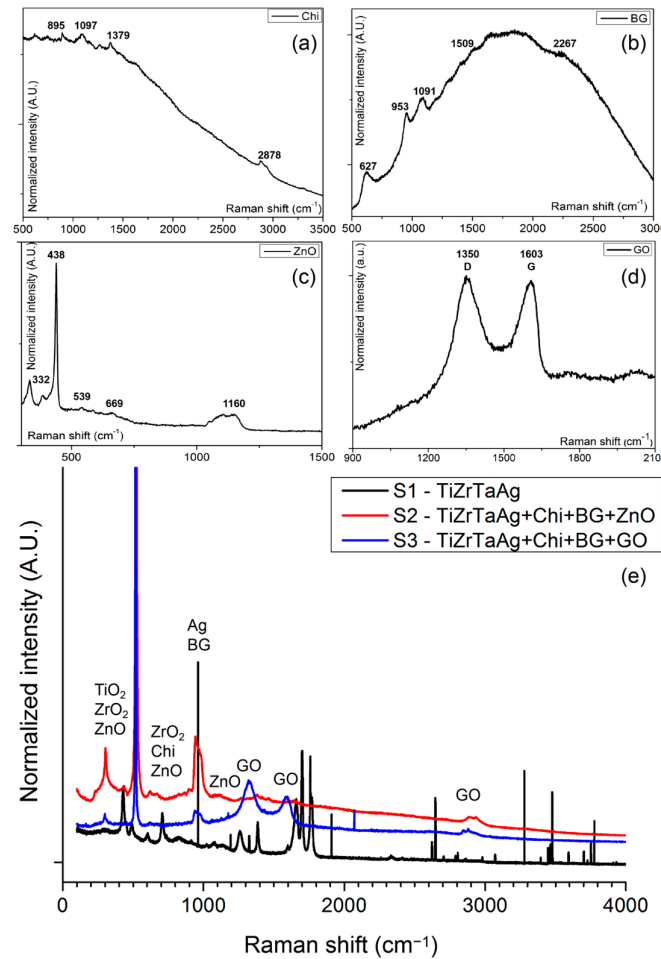 Chi
(a)
895
1097
1379
2878
Normalized intensity (A.U.)
500 1000 1500 2000 2500 3000 3500
Raman shift (cm⁻¹)
BG
(b)
627
953
1091
1509
2267
Normalized intensity (A.U.)
500 1000 1500 2000 2500 3000
Raman shift (cm⁻¹)
ZnO
(c)
438
332
539
669
1160
Normalized intensity (a.u.)
500 1000 1500
Raman shift (cm⁻¹)
GO
(d)
1350
D
1603
G
Normalized intensity (a.u.)
900 1200 1500 1800 2100
Raman shift (cm⁻¹)
S1 - TiZrTaAg
S2 - TiZrTaAg+Chi+BG+ZnO
S3 - TiZrTaAg+Chi+BG+GO
(e)
Normalized intensity (A.U.)
TiO₂
ZrO₂
ZnO
ZrO₂
Chi
ZnO
Ag
BG
ZnO
GO
GO
GO
0 1000 2000 3000 4000
Raman shift (cm⁻¹)